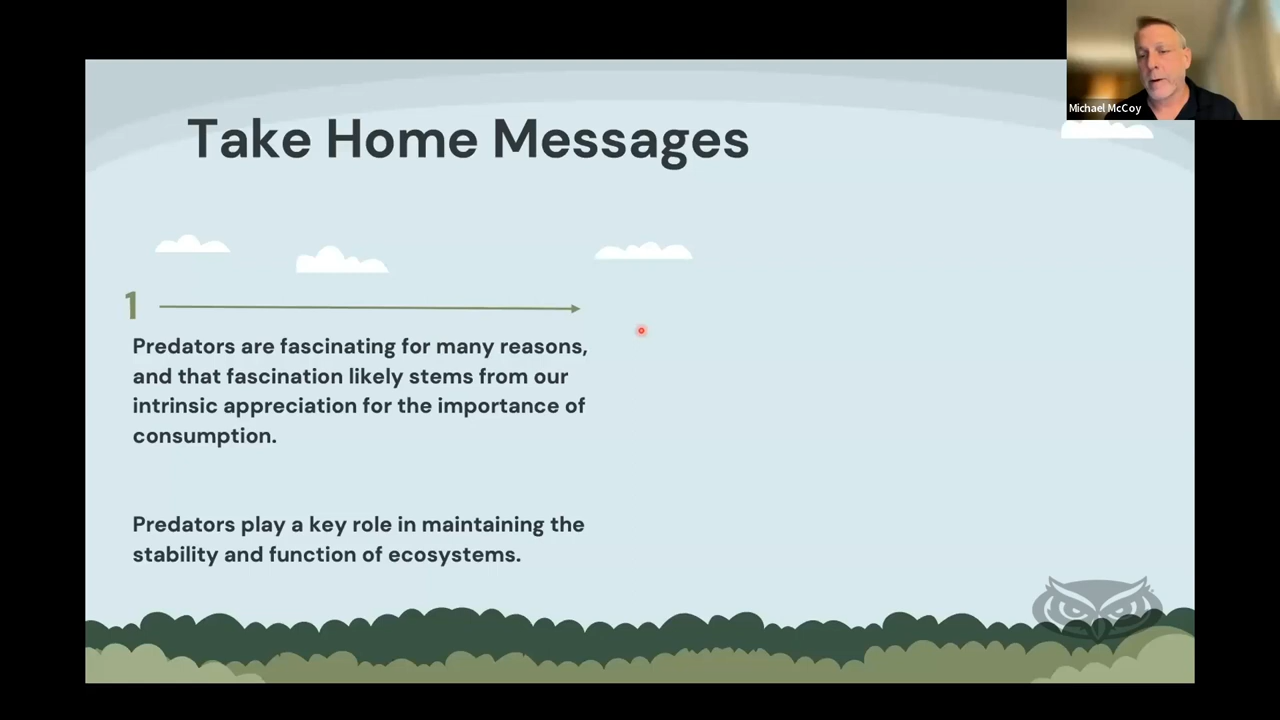 Michael McCoy
Take Home Messages
1
Predators are fascinating for many reasons,
and that fascination likely stems from our
intrinsic appreciation for the importance of
consumption.
Predators play a key role in maintaining the
stability and function of ecosystems.